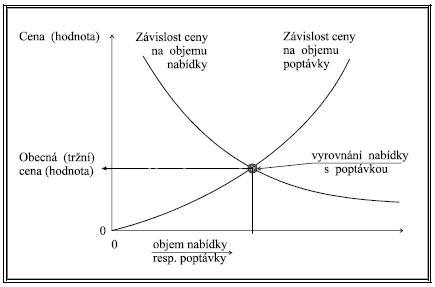 Cena (hodnota)
Závislost ceny
na objemu
nabídky
Závislost ceny
na objemu
poptávky
Obecná (tržní)
cena (hodnota)
vyrovnání nabídky
s poptávkou
0
0
objem nabídky
resp. poptávky